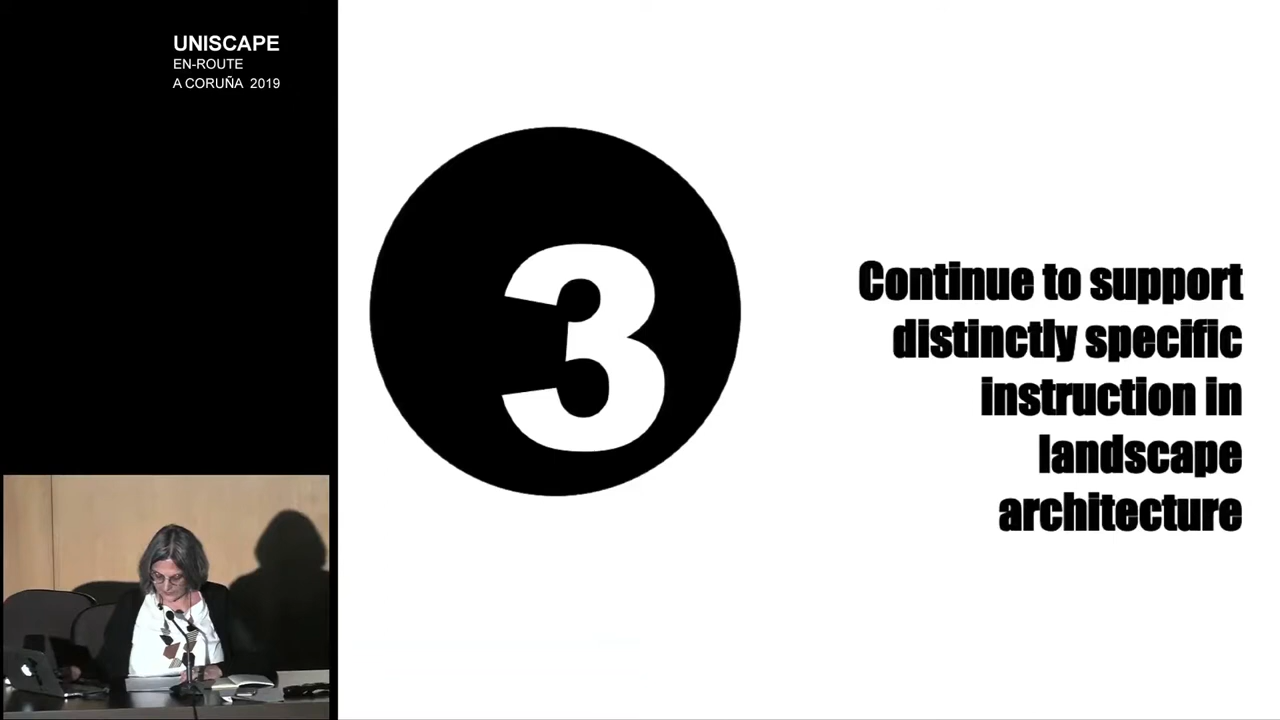 UNISCAPE
EN-ROUTE
A CORUÑA 2019
3
Continue to support
distinctly specific
instruction in
landscape
architecture